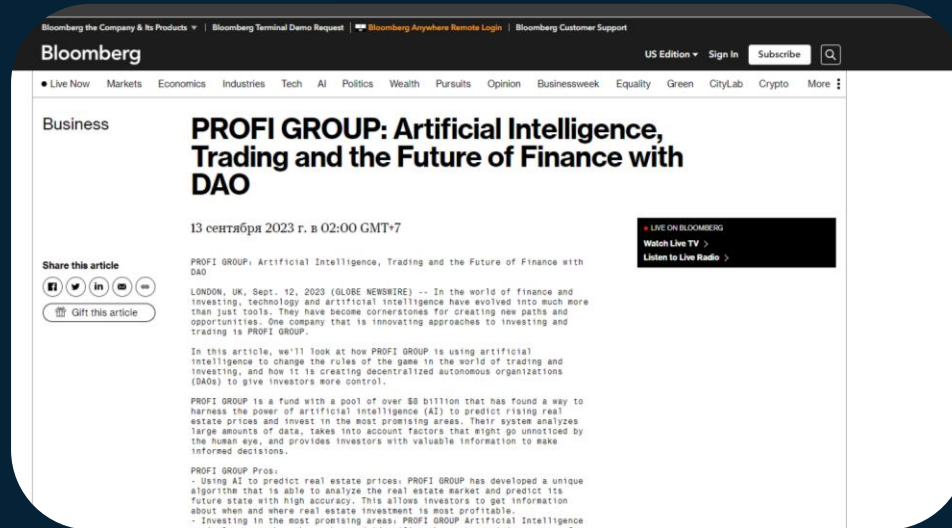 Bloomberg the Company & Its Products ▾ | Bloomberg Terminal Demo Request | Bloomberg Anywhere Remote Login | Bloomberg Customer Support
Bloomberg
US Edition ▾ Sign In Subscribe
• Live Now Markets Economics Industries Tech AI Politics Wealth Pursuits Opinion Businessweek Equality Green CityLab Crypto More
Business
PROFI GROUP: Artificial Intelligence,
Trading and the Future of Finance with
DAO
13 сентября 2023 г. в 02:00 GMT+7
• LIVE ON BLOOMBERG
Watch Live TV >
Listen to Live Radio >
Share this article
Gift this article
PROFI GROUP: Artificial Intelligence, Trading and the Future of Finance with
DAO
LONDON, UK, Sept. 12, 2023 (GLOBE NEWSWIRE) -- In the world of finance and
investing, technology and artificial intelligence have evolved into much more
than just tools. They have become cornerstones for creating new paths and
opportunities. One company that is innovating approaches to investing and
trading is PROFI GROUP.
In this article, we'll look at how PROFI GROUP is using artificial
intelligence to change the rules of the game in the world of trading and
investing, and how it is creating decentralized autonomous organizations
(DAOs) to give investors more control.
PROFI GROUP is a fund with a pool of over $8 billion that has found a way to
harness the power of artificial intelligence (AI) to predict rising real
estate prices and invest in the most promising areas. Their system analyzes
large amounts of data, takes into account factors that might go unnoticed by
the human eye, and provides investors with valuable information to make
informed decisions.
PROFI GROUP Pros:
- Using AI to predict real estate prices: PROFI GROUP has developed a unique
algorithm that is able to analyze the real estate market and predict its
future state with high accuracy. This allows investors to get information
about when and where real estate investment is most profitable.
- Investing in the most promising areas: PROFI GROUP Artificial Intelligence